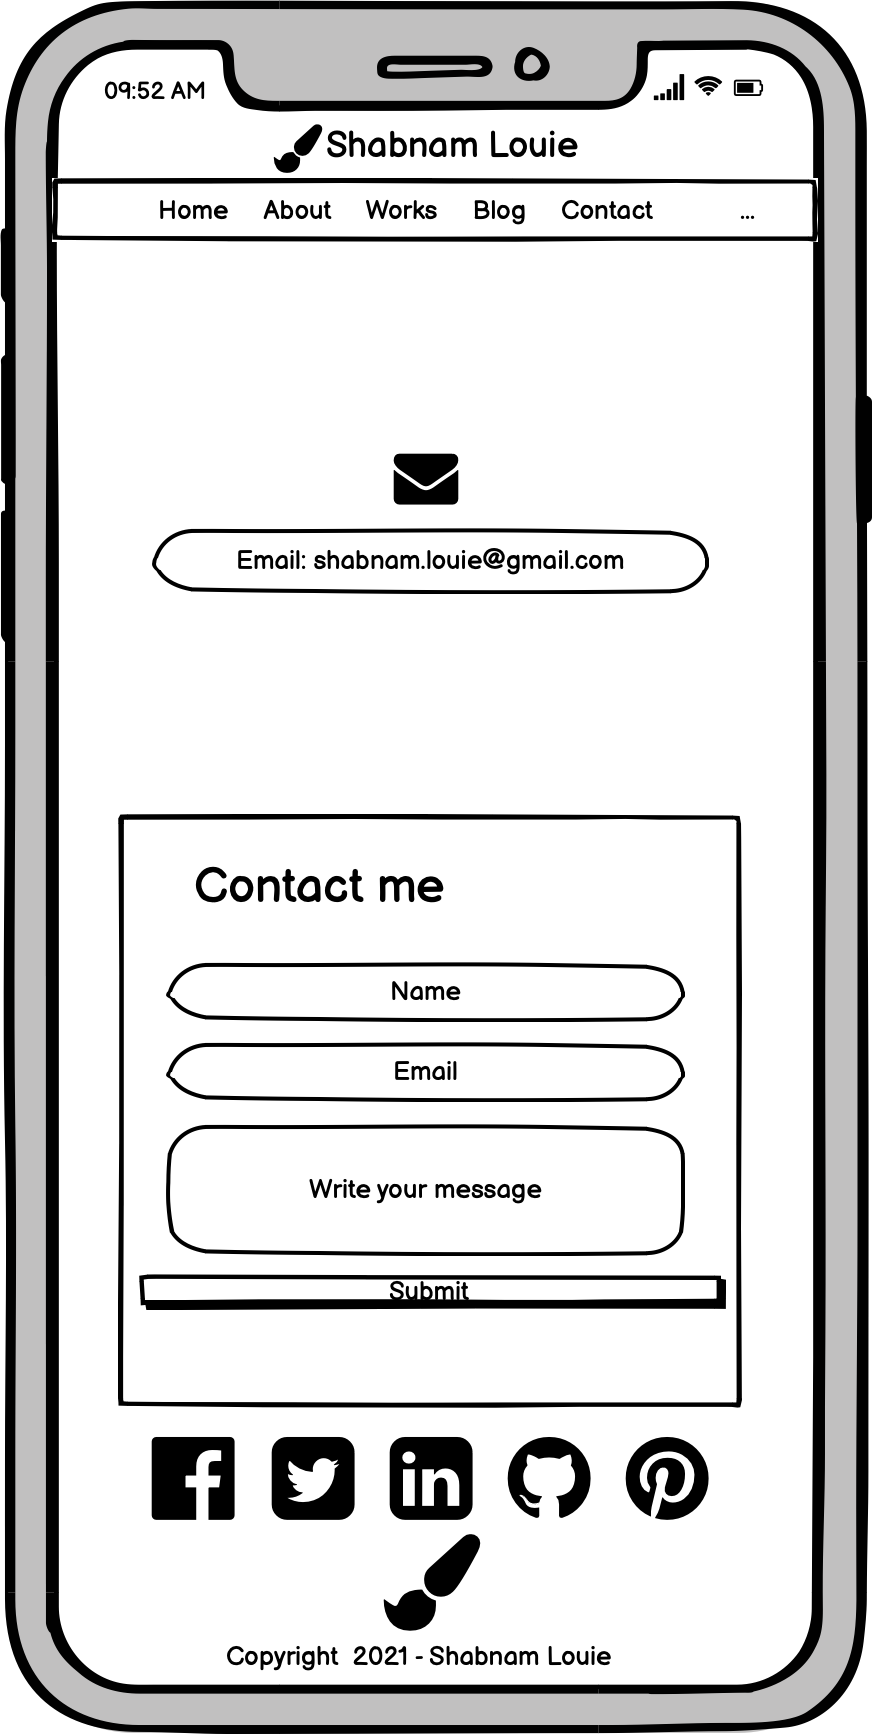 09:52 AM
Shabnam Louie
Home About Works Blog Contact ...
Email: shabnam.louie@gmail.com
Contact me
Name
Email
Write your message
Submit
Copyright 2021 - Shabnam Louie